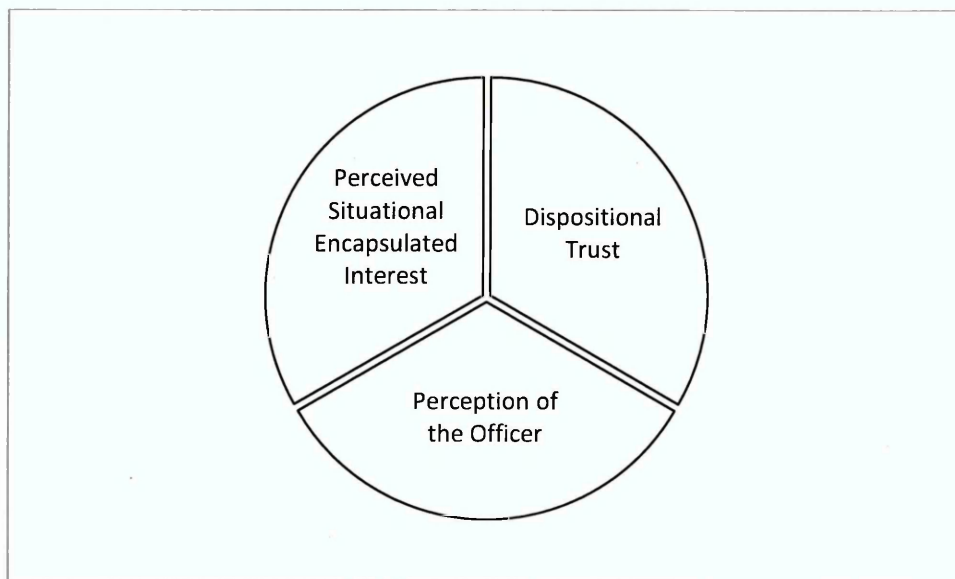 Perceived
Situational
Encapsulated
Interest
Dispositional
Trust
Perception of
the Officer